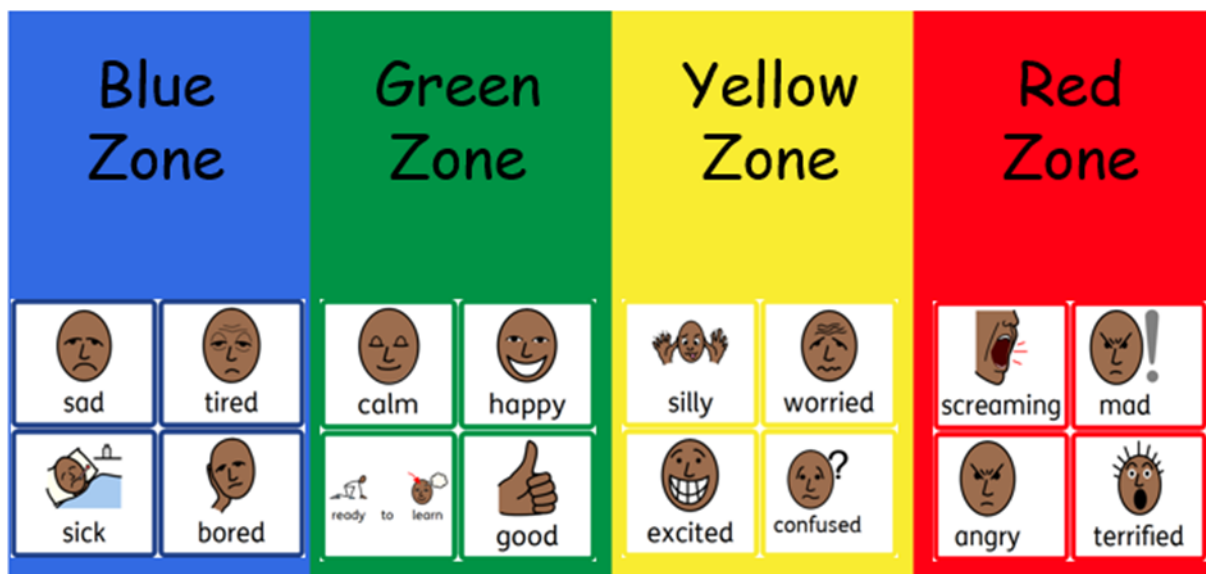 Blue
Zone
Green
Zone
Yellow
Zone
Red
Zone
sad
tired
sick
bored
calm
happy
ready to learn
good
silly
worried
excited
?
confused
screaming
!
mad
angry
terrified